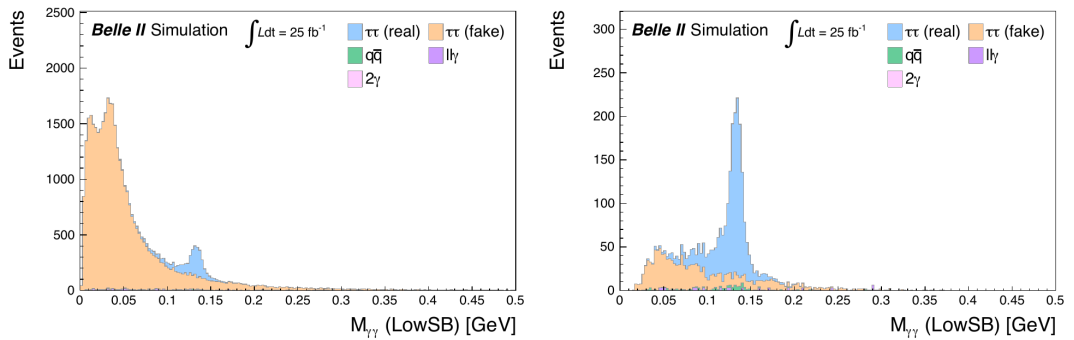 Events
2500
2000
1500
1000
500
0
Belle II Simulation
∫Ldt = 25 fb⁻¹
ττ (real)
ττ (fake)
qq̅
llγ
2γ
0 0.05 0.1 0.15 0.2 0.25 0.3 0.35 0.4 0.45 0.5
M_γγ (LowSB) [GeV]
Events
300
250
200
150
100
50
0
Belle II Simulation
∫Ldt = 25 fb⁻¹
ττ (real)
ττ (fake)
qq̅
llγ
2γ
0 0.05 0.1 0.15 0.2 0.25 0.3 0.35 0.4 0.45 0.5
M_γγ (LowSB) [GeV]